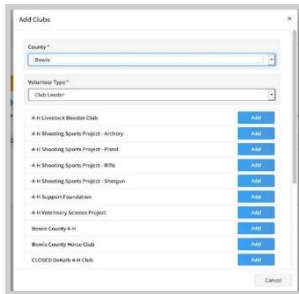 Add Clubs
×
County *
Bowie
Volunteer Type *
Club Leader
4-H Livestock Booster Club Add
4-H Shooting Sports Project - Archery Add
4-H Shooting Sports Project - Pistol Add
4-H Shooting Sports Project - Rifle Add
4-H Shooting Sports Project - Shotgun Add
4-H Support Foundation Add
4-H Veterinary Science Project Add
Bowie County 4-H Add
Bowie County Horse Club Add
CLOSED DeKalb 4-H Club Add
Cancel